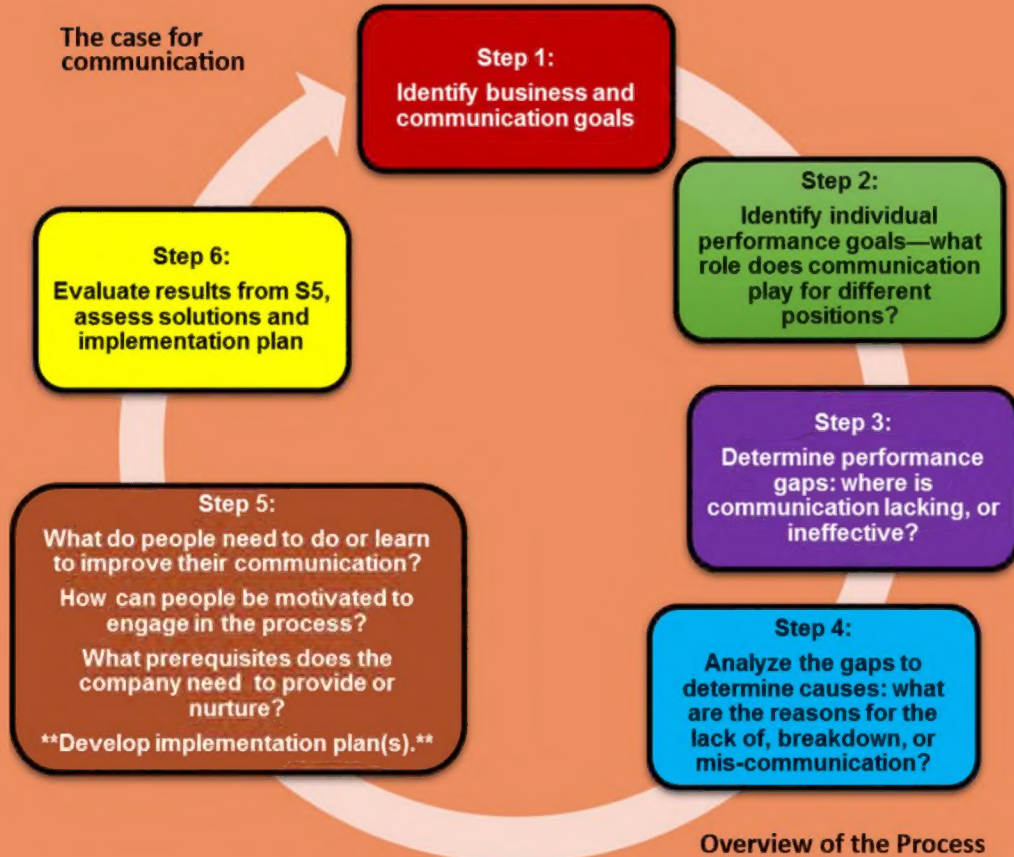 The case for
communication
Step 1:
Identify business and
communication goals
Step 2:
Identify individual
performance goals—what
role does communication
play for different
positions?
Step 3:
Determine performance
gaps: where is
communication lacking, or
ineffective?
Step 4:
Analyze the gaps to
determine causes: what
are the reasons for the
lack of, breakdown, or
mis-communication?
Step 5:
What do people need to do or learn
to improve their communication?
How can people be motivated to
engage in the process?
What prerequisites does the
company need to provide or
nurture?
**Develop implementation plan(s).**
Step 6:
Evaluate results from S5,
assess solutions and
implementation plan
Overview of the Process